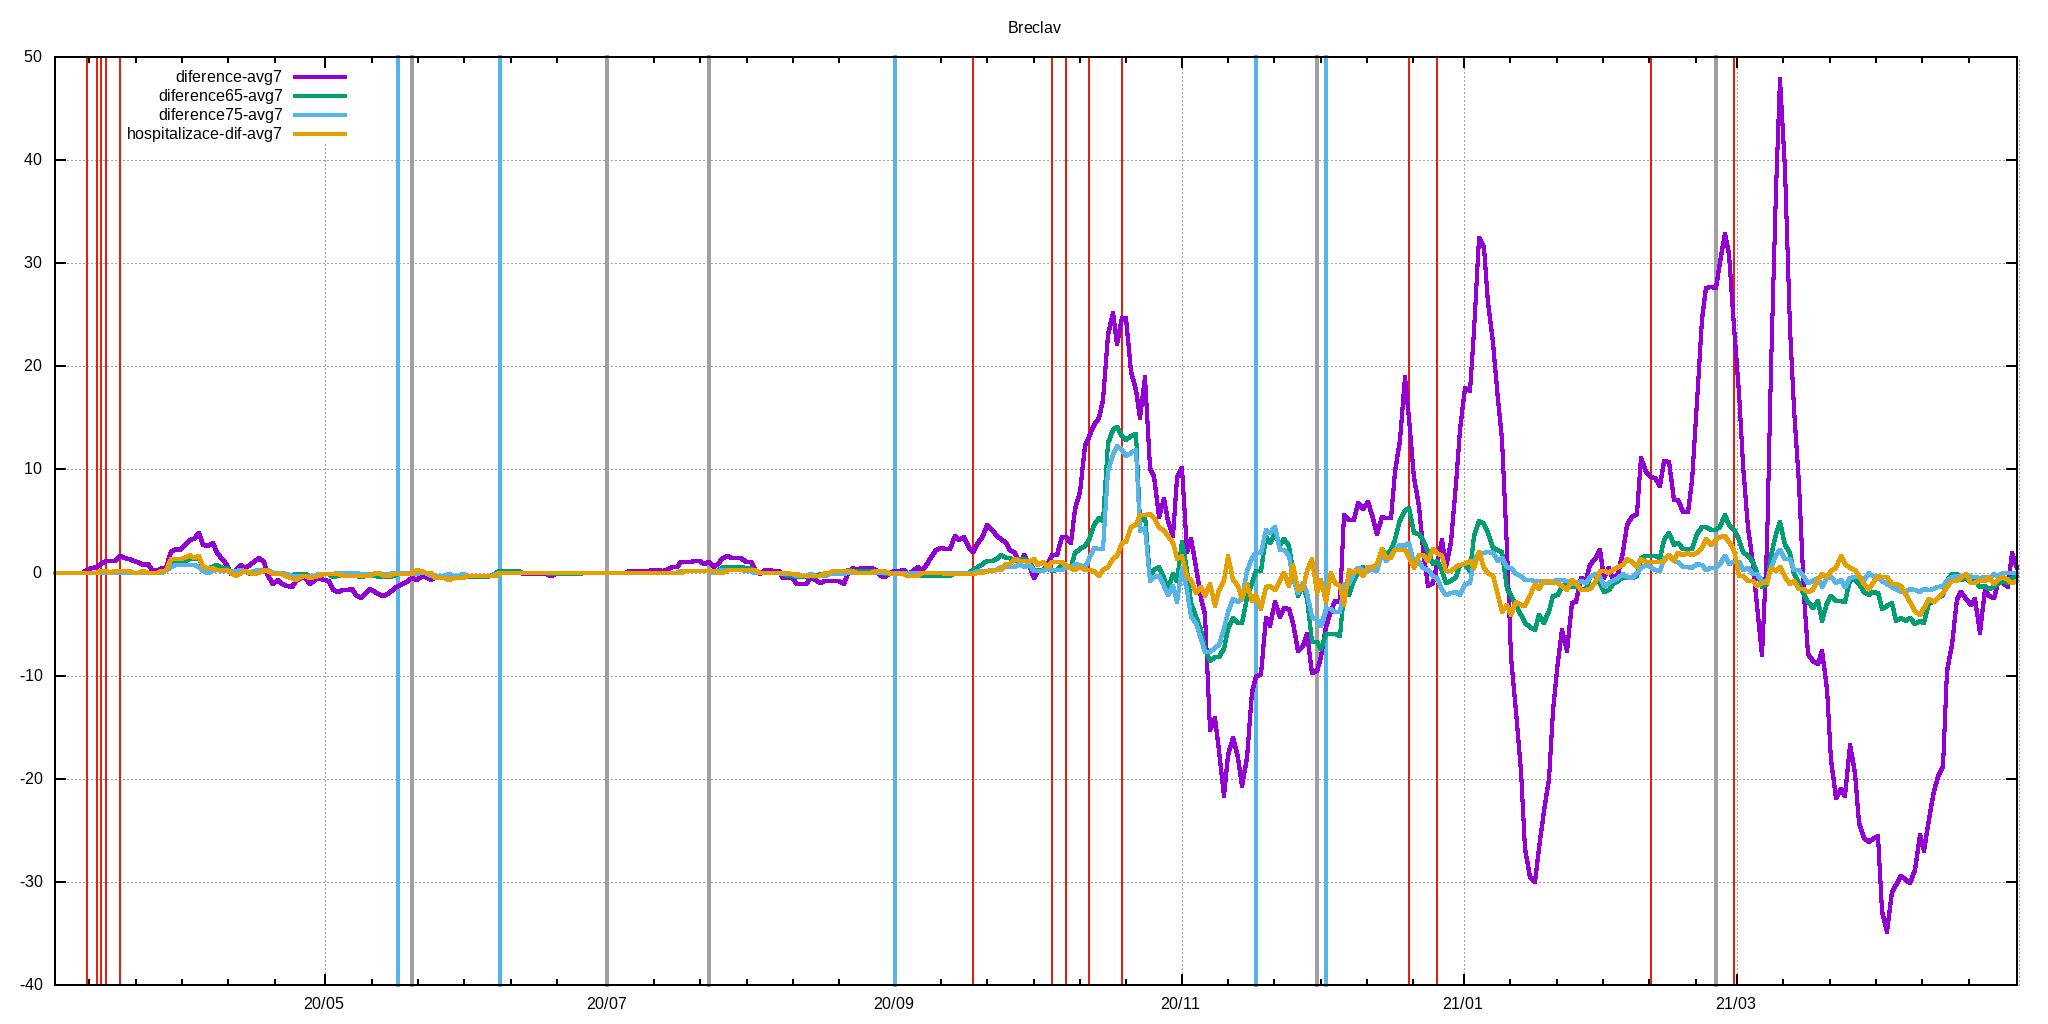 Breclav
diference-avg7
diference65-avg7
diference75-avg7
hospitalizace-dif-avg7
50
40
30
20
10
0
-10
-20
-30
-40
20/05 20/07 20/09 20/11 21/01 21/03